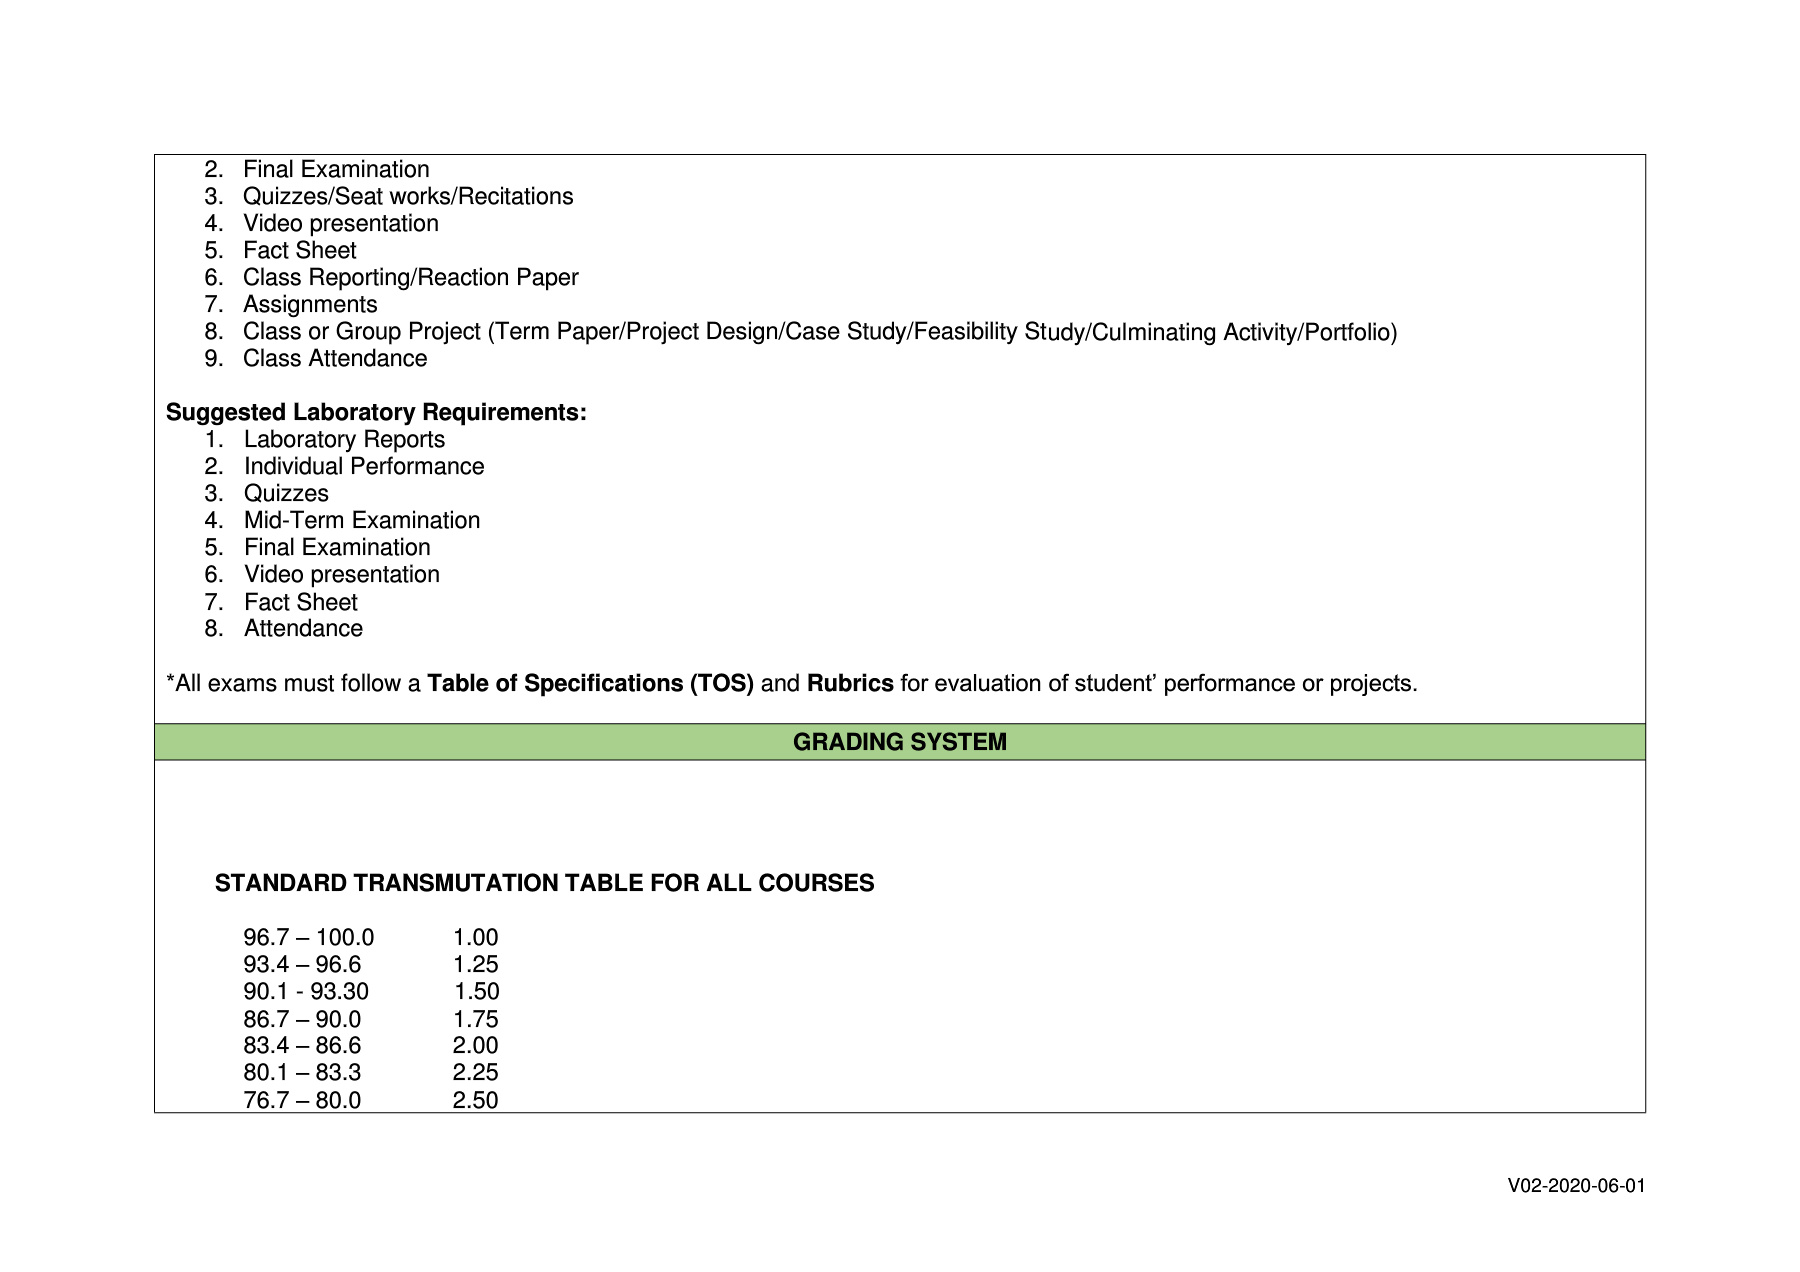 2. Final Examination
3. Quizzes/Seat works/Recitations
4. Video presentation
5. Fact Sheet
6. Class Reporting/Reaction Paper
7. Assignments
8. Class or Group Project (Term Paper/Project Design/Case Study/Feasibility Study/Culminating Activity/Portfolio)
9. Class Attendance
Suggested Laboratory Requirements:
1. Laboratory Reports
2. Individual Performance
3. Quizzes
4. Mid-Term Examination
5. Final Examination
6. Video presentation
7. Fact Sheet
8. Attendance
*All exams must follow a Table of Specifications (TOS) and Rubrics for evaluation of student’ performance or projects.
GRADING SYSTEM
STANDARD TRANSMUTATION TABLE FOR ALL COURSES
96.7 – 100.0 1.00
93.4 – 96.6 1.25
90.1 - 93.30 1.50
86.7 – 90.0 1.75
83.4 – 86.6 2.00
80.1 – 83.3 2.25
76.7 – 80.0 2.50
V02-2020-06-01